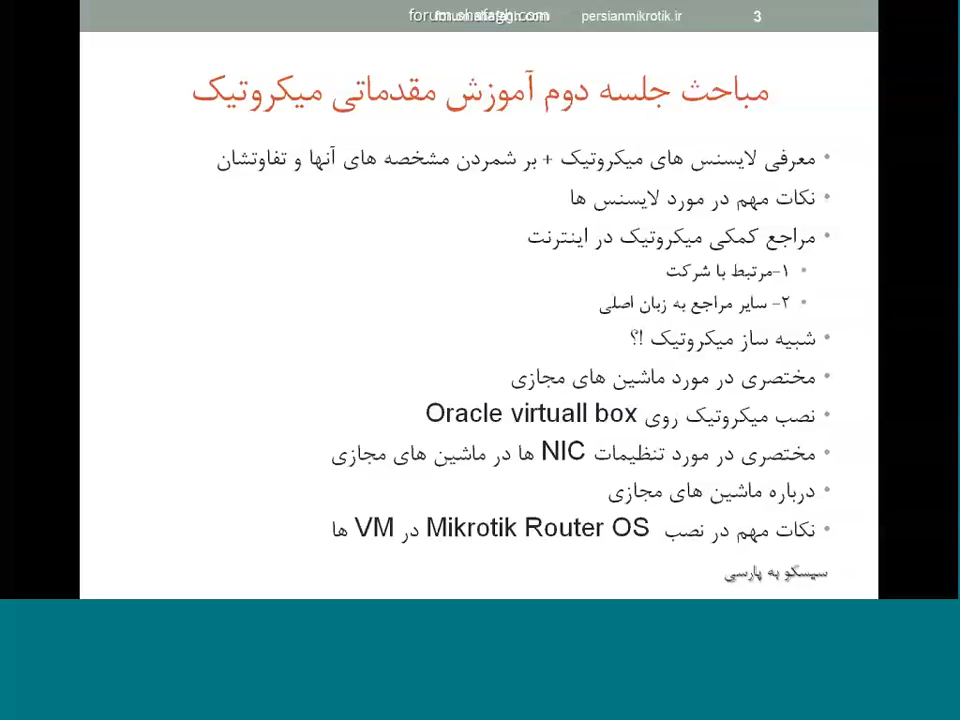 forum.shafagh.com persianmikrotik.ir 3
مباحث جلسه دوم آموزش مقدماتی میکروتیک
• معرفی لایسنس های میکروتیک + بر شمردن مشخصه های آنها و تفاوتشان
• نکات مهم در مورد لایسنس ها
• مراجع کمکی میکروتیک در اینترنت
• ۱-مرتبط با شرکت
• ۲- سایر مراجع به زبان اصلی
• شبیه ساز میکروتیک !؟
• مختصری در مورد ماشین های مجازی
• نصب میکروتیک روی Oracle virtuall box
• مختصری در مورد تنظیمات NIC ها در ماشین های مجازی
• درباره ماشین های مجازی
• نکات مهم در نصب Mikrotik Router OS در VM ها
سیسکو به پارسی